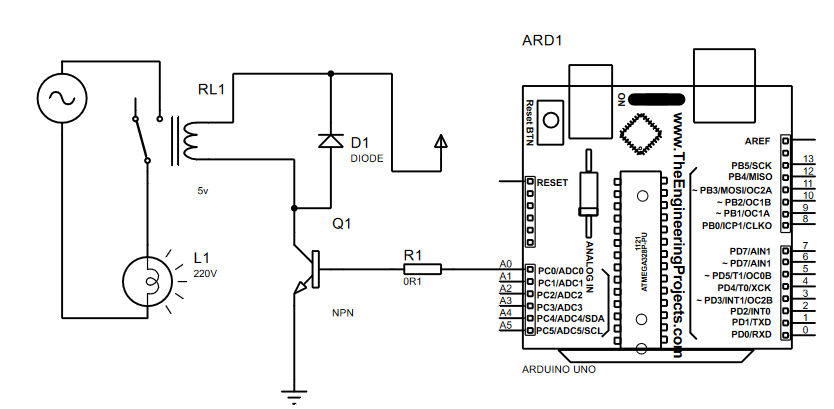 ARD1
RL1
5v
D1
DIODE
Q1
NPN
L1
220V
R1
0R1
ARDUINO UNO
Reset BTN
ON
www.TheEngineeringProjects.com
ANALOG IN
ATMEGA328P-PU
1121
RESET
AREF
PB5/SCK 13
PB4/MISO 12
~ PB3/MOSI/OC2A 11
~ PB2/OC1B 10
~ PB1/OC1A 9
PB0/ICP1/CLKO 8
A0 PC0/ADC0
A1 PC1/ADC1
A2 PC2/ADC2
A3 PC3/ADC3
A4 PC4/ADC4/SDA
A5 PC5/ADC5/SCL
PD7/AIN1 7
~ PD7/AIN1 6
~ PD5/T1/OC0B 5
PD4/T0/XCK 4
~ PD3/INT1/OC2B 3
PD2/INT0 2
PD1/TXD 1
PD0/RXD 0